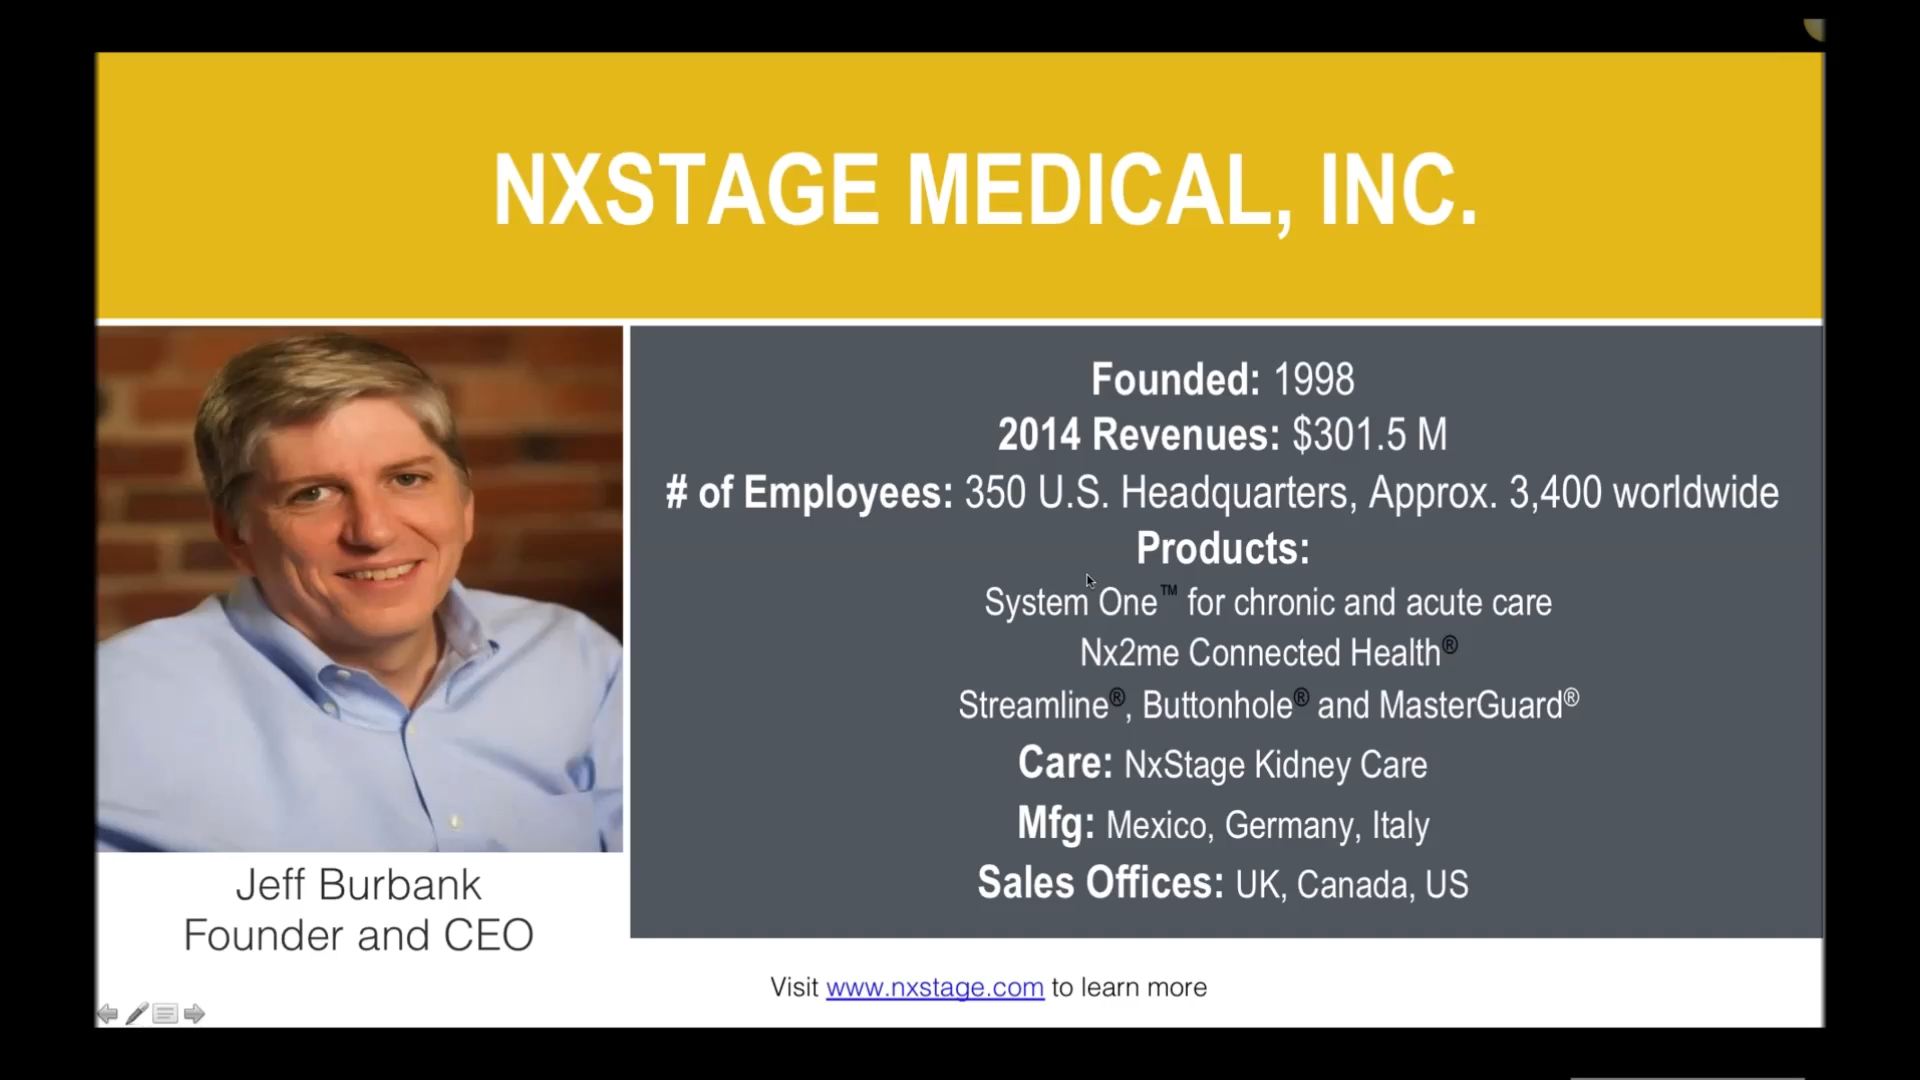 NXSTAGE MEDICAL, INC.
Founded: 1998
2014 Revenues: $301.5 M
# of Employees: 350 U.S. Headquarters, Approx. 3,400 worldwide
Products:
System One™ for chronic and acute care
Nx2me Connected Health®
Streamline®, Buttonhole® and MasterGuard®
Care: NxStage Kidney Care
Mfg: Mexico, Germany, Italy
Sales Offices: UK, Canada, US
Jeff Burbank
Founder and CEO
Visit www.nxstage.com to learn more